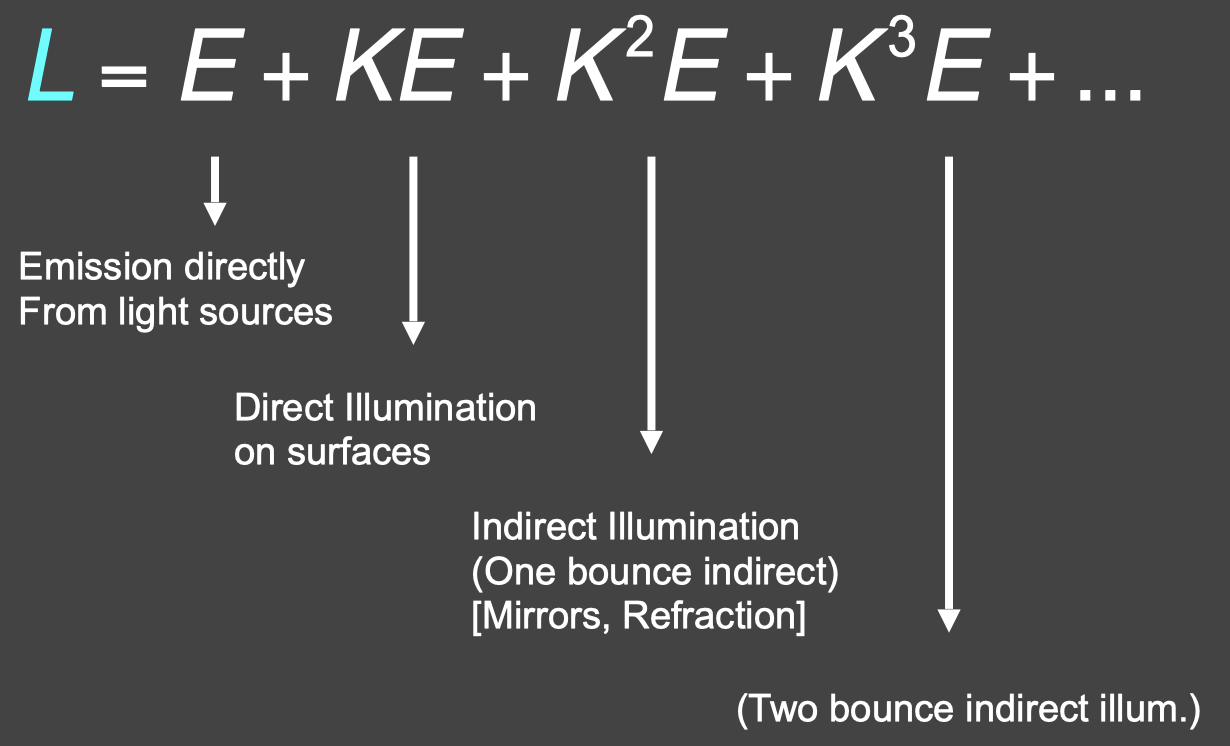 L = E + KE + K²E + K³E + ...
Emission directly
From light sources
Direct Illumination
on surfaces
Indirect Illumination
(One bounce indirect)
[Mirrors, Refraction]
(Two bounce indirect illum.)